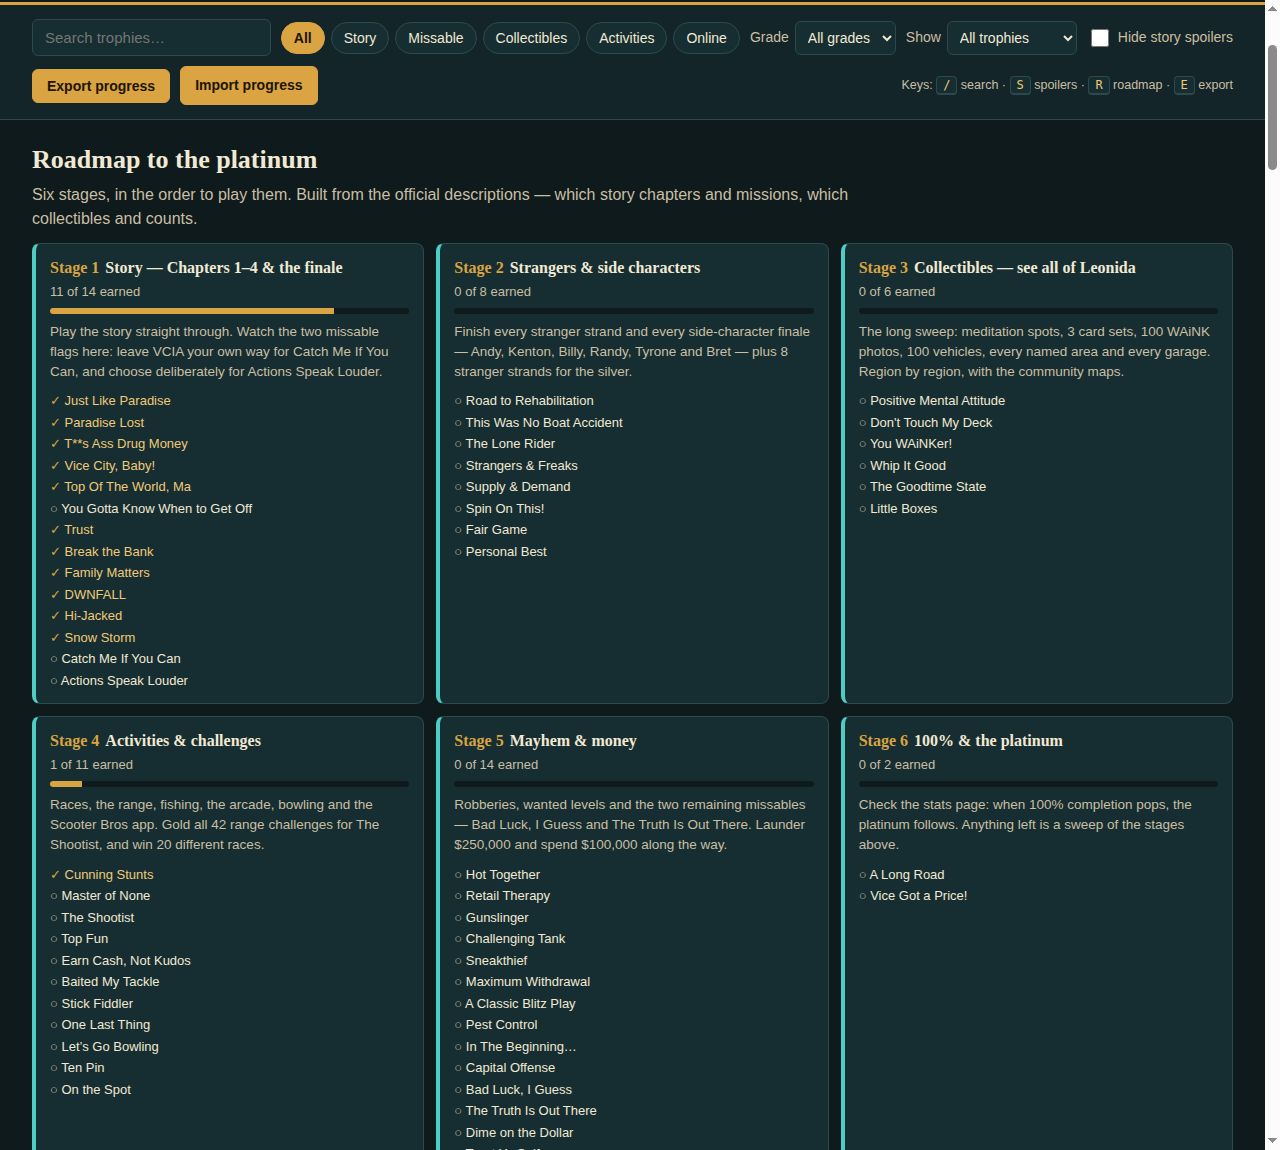 Search trophies…
All Story Missable Collectibles Activities Online Grade All grades Show All trophies Hide story spoilers
Export progress Import progress Keys: / search · S spoilers · R roadmap · E export
Roadmap to the platinum
Six stages, in the order to play them. Built from the official descriptions — which story chapters and missions, which
collectibles and counts.
Stage 1 Story — Chapters 1–4 & the finale
11 of 14 earned
Play the story straight through. Watch the two missable
flags here: leave VCIA your own way for Catch Me If You
Can, and choose deliberately for Actions Speak Louder.
✓ Just Like Paradise
✓ Paradise Lost
✓ T**s Ass Drug Money
✓ Vice City, Baby!
✓ Top Of The World, Ma
○ You Gotta Know When to Get Off
✓ Trust
✓ Break the Bank
✓ Family Matters
✓ DWNFALL
✓ Hi-Jacked
✓ Snow Storm
○ Catch Me If You Can
○ Actions Speak Louder
Stage 2 Strangers & side characters
0 of 8 earned
Finish every stranger strand and every side-character finale
— Andy, Kenton, Billy, Randy, Tyrone and Bret — plus 8
stranger strands for the silver.
○ Road to Rehabilitation
○ This Was No Boat Accident
○ The Lone Rider
○ Strangers & Freaks
○ Supply & Demand
○ Spin On This!
○ Fair Game
○ Personal Best
Stage 3 Collectibles — see all of Leonida
0 of 6 earned
The long sweep: meditation spots, 3 card sets, 100 WAiNK
photos, 100 vehicles, every named area and every garage.
Region by region, with the community maps.
○ Positive Mental Attitude
○ Don't Touch My Deck
○ You WAiNKer!
○ Whip It Good
○ The Goodtime State
○ Little Boxes
Stage 4 Activities & challenges
1 of 11 earned
Races, the range, fishing, the arcade, bowling and the
Scooter Bros app. Gold all 42 range challenges for The
Shootist, and win 20 different races.
✓ Cunning Stunts
○ Master of None
○ The Shootist
○ Top Fun
○ Earn Cash, Not Kudos
○ Baited My Tackle
○ Stick Fiddler
○ One Last Thing
○ Let's Go Bowling
○ Ten Pin
○ On the Spot
Stage 5 Mayhem & money
0 of 14 earned
Robberies, wanted levels and the two remaining missables
— Bad Luck, I Guess and The Truth Is Out There. Launder
$250,000 and spend $100,000 along the way.
○ Hot Together
○ Retail Therapy
○ Gunslinger
○ Challenging Tank
○ Sneakthief
○ Maximum Withdrawal
○ A Classic Blitz Play
○ Pest Control
○ In The Beginning…
○ Capital Offense
○ Bad Luck, I Guess
○ The Truth Is Out There
○ Dime on the Dollar
Stage 6 100% & the platinum
0 of 2 earned
Check the stats page: when 100% completion pops, the
platinum follows. Anything left is a sweep of the stages
above.
○ A Long Road
○ Vice Got a Price!